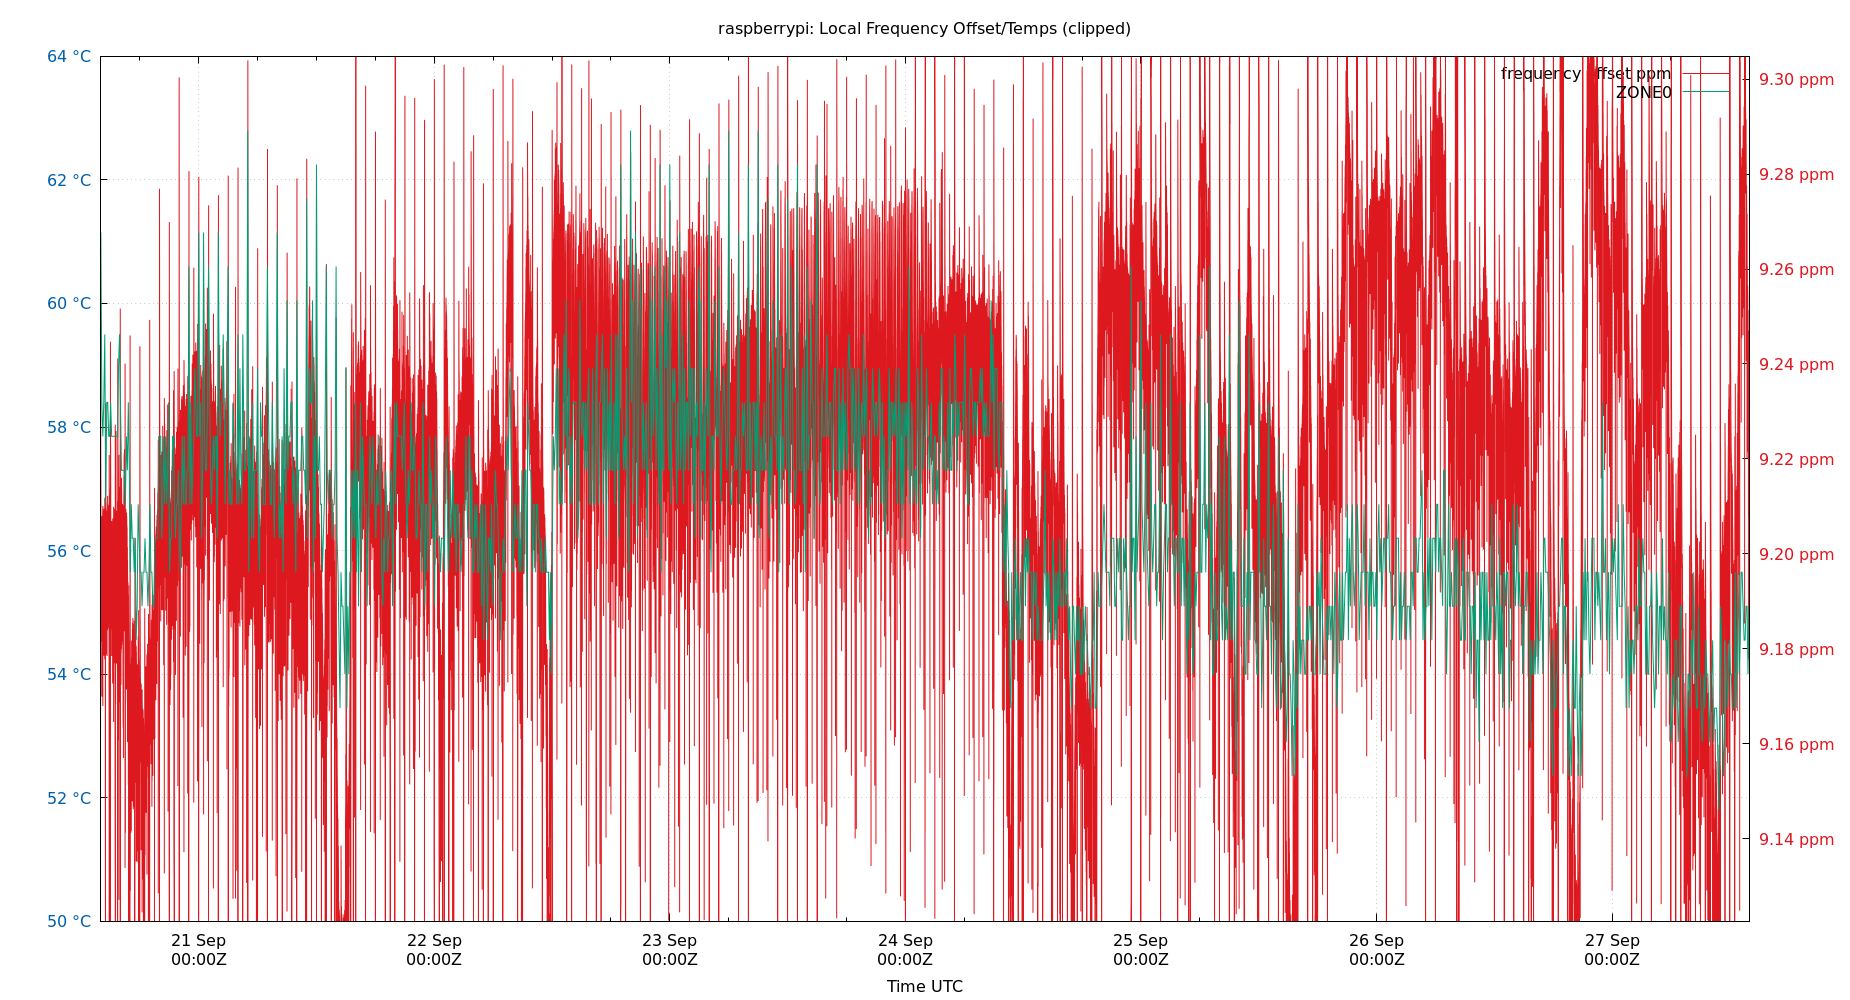 raspberrypi: Local Frequency Offset/Temps (clipped)
64 °C
62 °C
60 °C
58 °C
56 °C
54 °C
52 °C
50 °C
frequency offset ppm
ZONE0
9.30 ppm
9.28 ppm
9.26 ppm
9.24 ppm
9.22 ppm
9.20 ppm
9.18 ppm
9.16 ppm
9.14 ppm
21 Sep
00:00Z
22 Sep
00:00Z
23 Sep
00:00Z
24 Sep
00:00Z
25 Sep
00:00Z
26 Sep
00:00Z
27 Sep
00:00Z
Time UTC